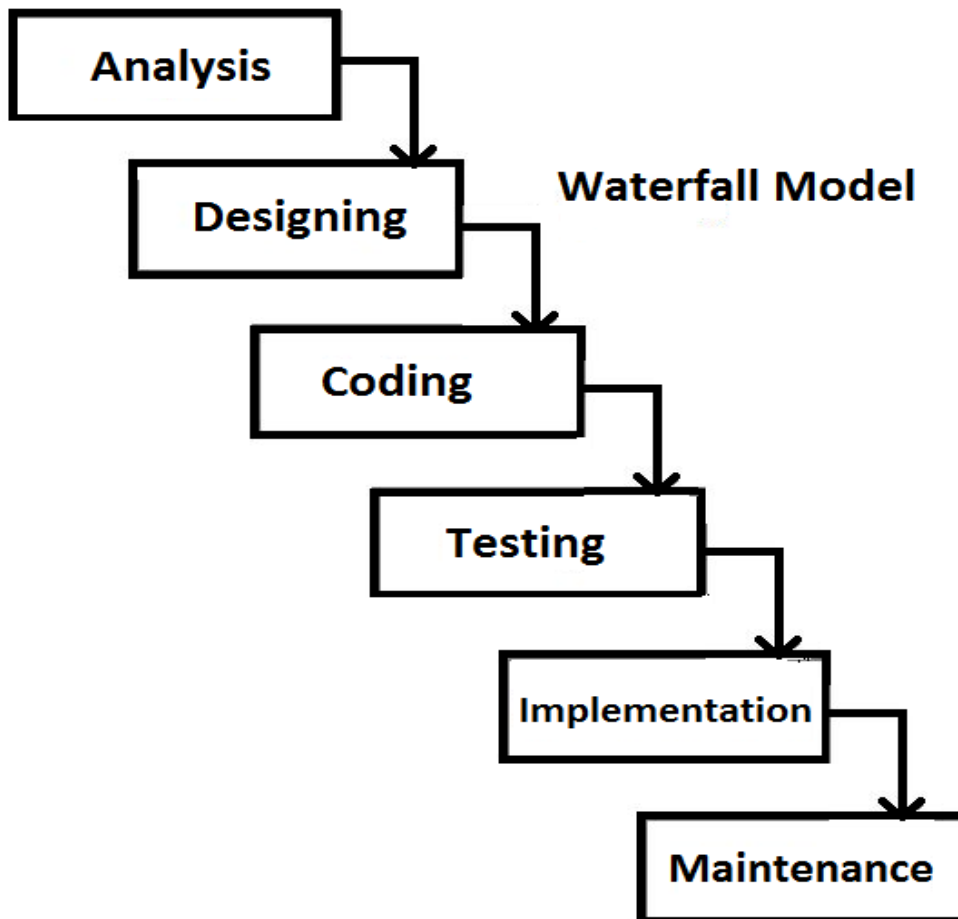 Analysis
Designing
Waterfall Model
Coding
Testing
Implementation
Maintenance